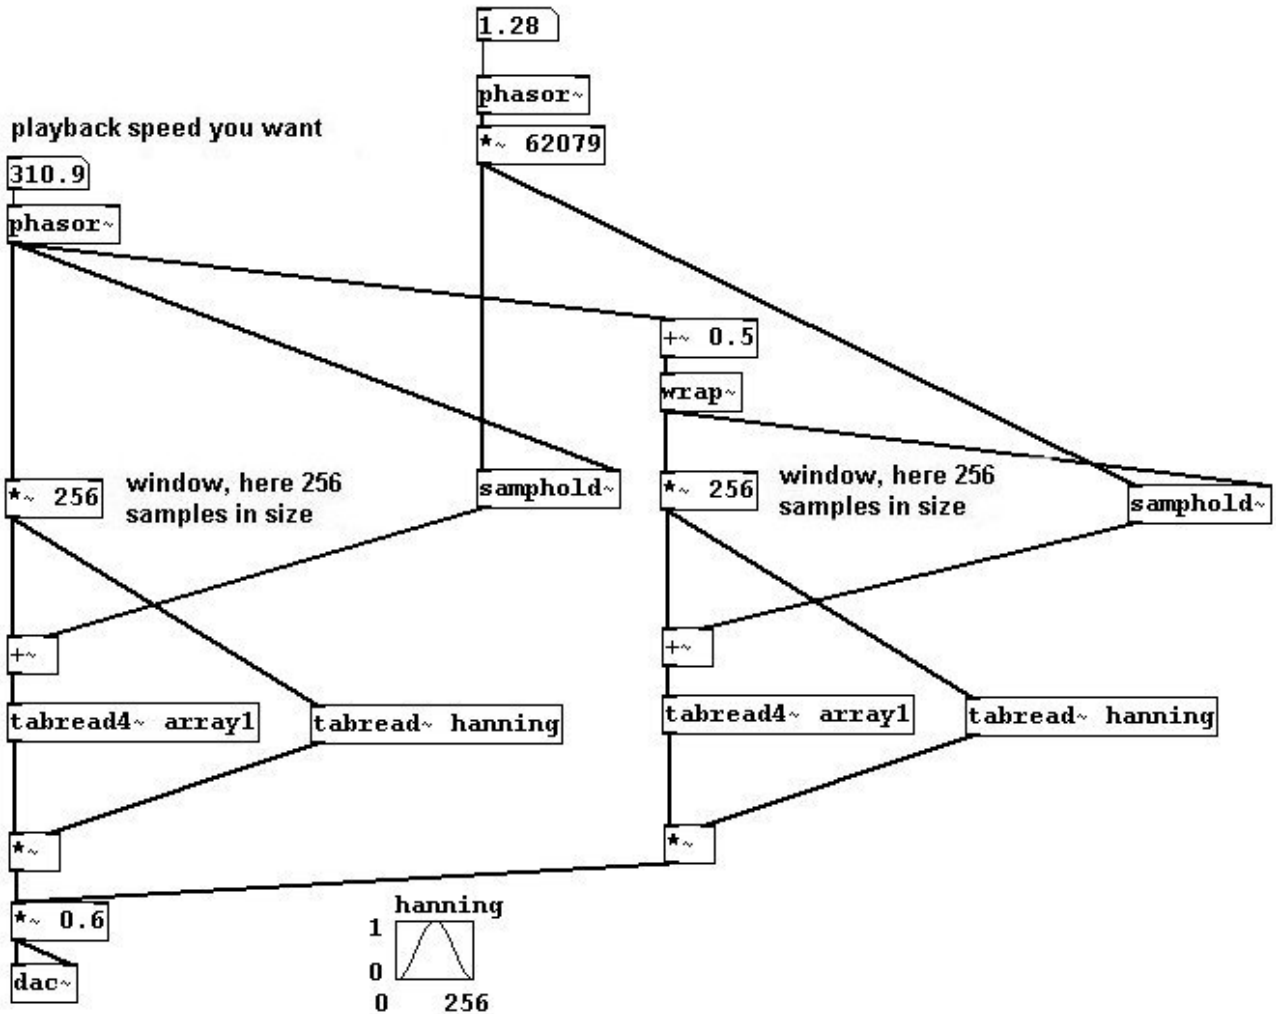 1.28
phasor~
*~ 62079
playback speed you want
310.9
phasor~
+~ 0.5
wrap~
*~ 256
window, here 256
samples in size
samphold~
*~ 256
window, here 256
samples in size
samphold~
+~
+~
tabread4~ array1
tabread~ hanning
tabread4~ array1
tabread~ hanning
*~
*~
*~ 0.6
hanning
1
0
0 256
dac~